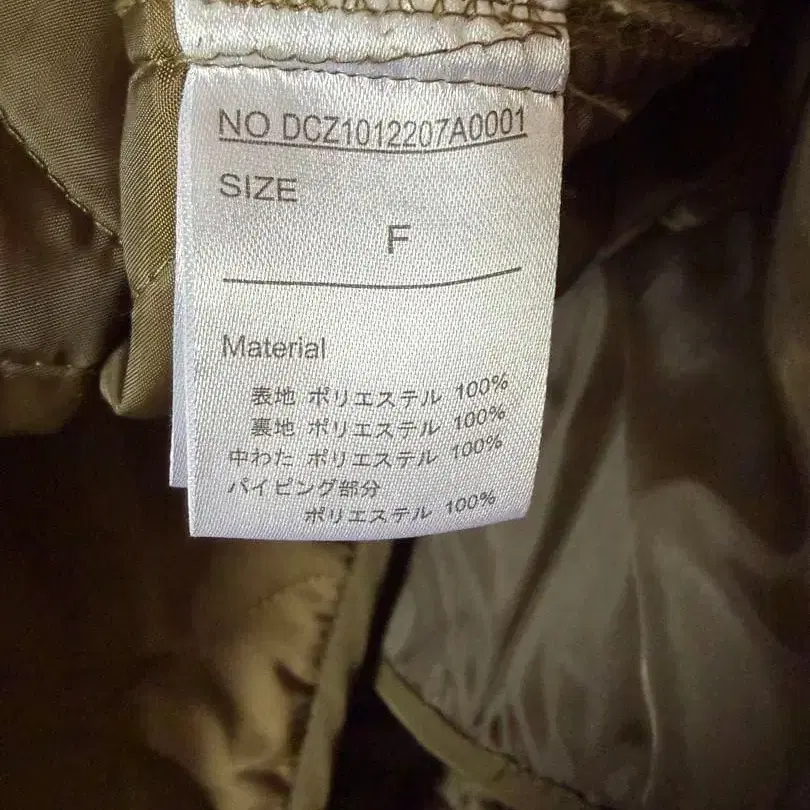 NO DCZ1012207A0001
SIZE
F
Material
表地 ポリエステル 100%
裏地 ポリエステル 100%
中わた ポリエステル 100%
パイピング部分
ポリエステル 100%